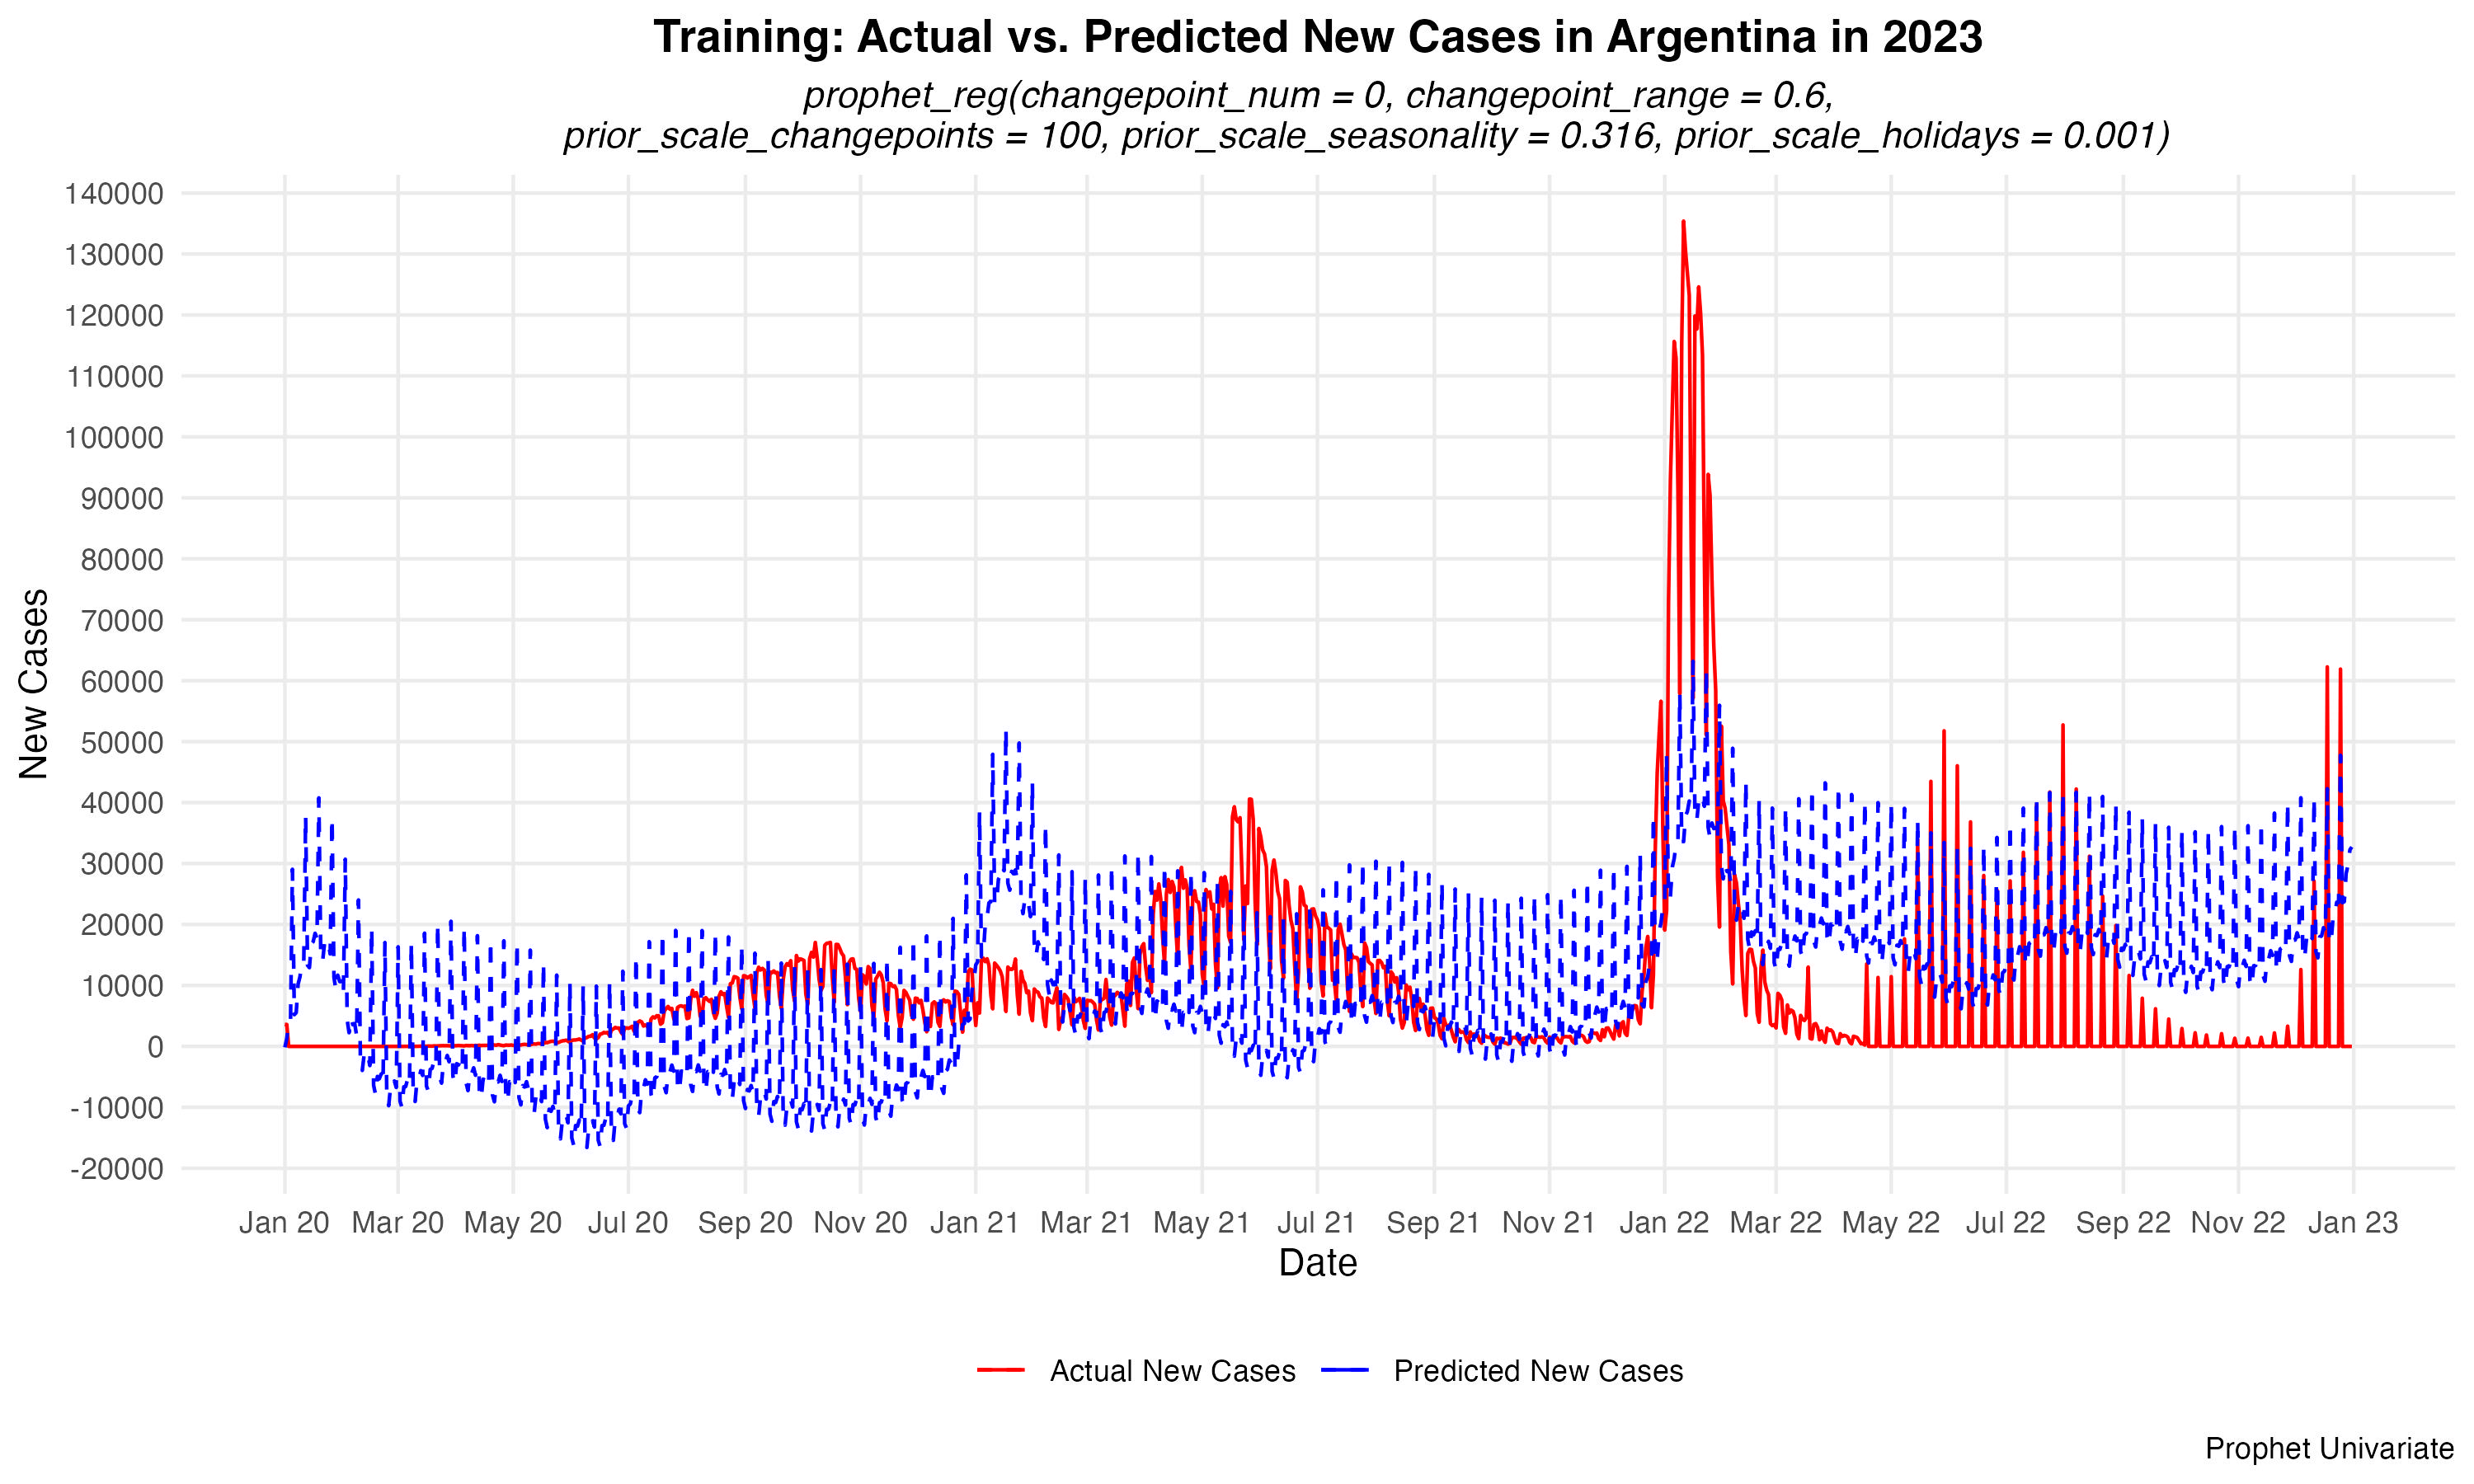 Training: Actual vs. Predicted New Cases in Argentina in 2023
prophet_reg(changepoint_num = 0, changepoint_range = 0.6,
prior_scale_changepoints = 100, prior_scale_seasonality = 0.316, prior_scale_holidays = 0.001)
New Cases
140000
130000
120000
110000
100000
90000
80000
70000
60000
50000
40000
30000
20000
10000
0
-10000
-20000
Jan 20 Mar 20 May 20 Jul 20 Sep 20 Nov 20 Jan 21 Mar 21 May 21 Jul 21 Sep 21 Nov 21 Jan 22 Mar 22 May 22 Jul 22 Sep 22 Nov 22 Jan 23
Date
Actual New Cases Predicted New Cases
Prophet Univariate